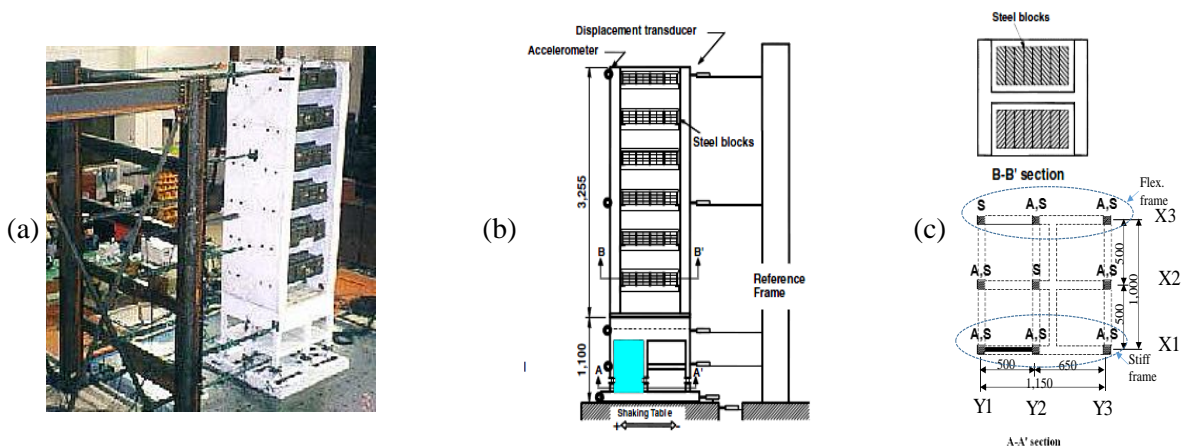 (a)
(b)
Displacement transducer
Accelerometer
Steel blocks
3,255
B
B'
Reference
Frame
1,100
A
A'
Shaking Table
+
-
(c)
Steel blocks
B-B' section
Flex.
frame
S
A,S
A,S
X3
500
A,S
S
A,S
X2
1,000
500
A,S
A,S
A,S
X1
500
650
Stiff
frame
1,150
Y1
Y2
Y3
A-A' section